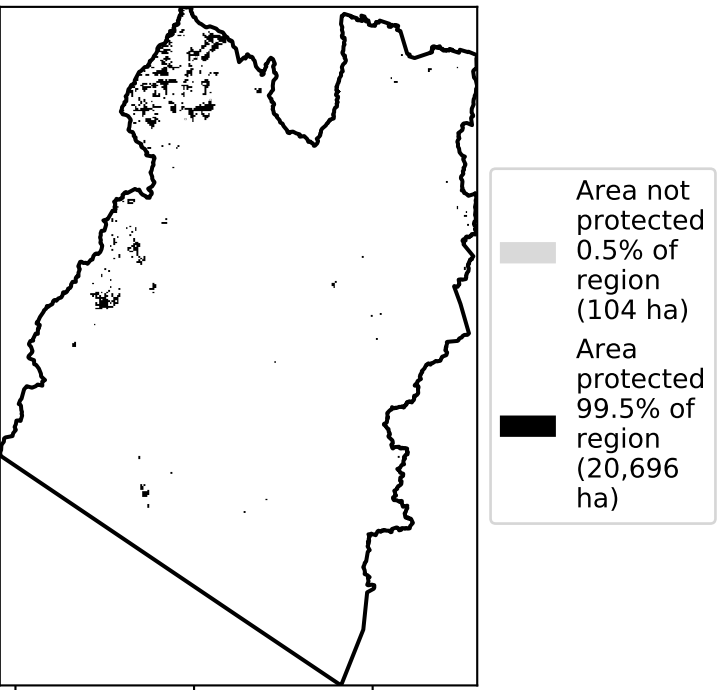 Area not
protected
0.5% of
region
(104 ha)
Area
protected
99.5% of
region
(20,696
ha)